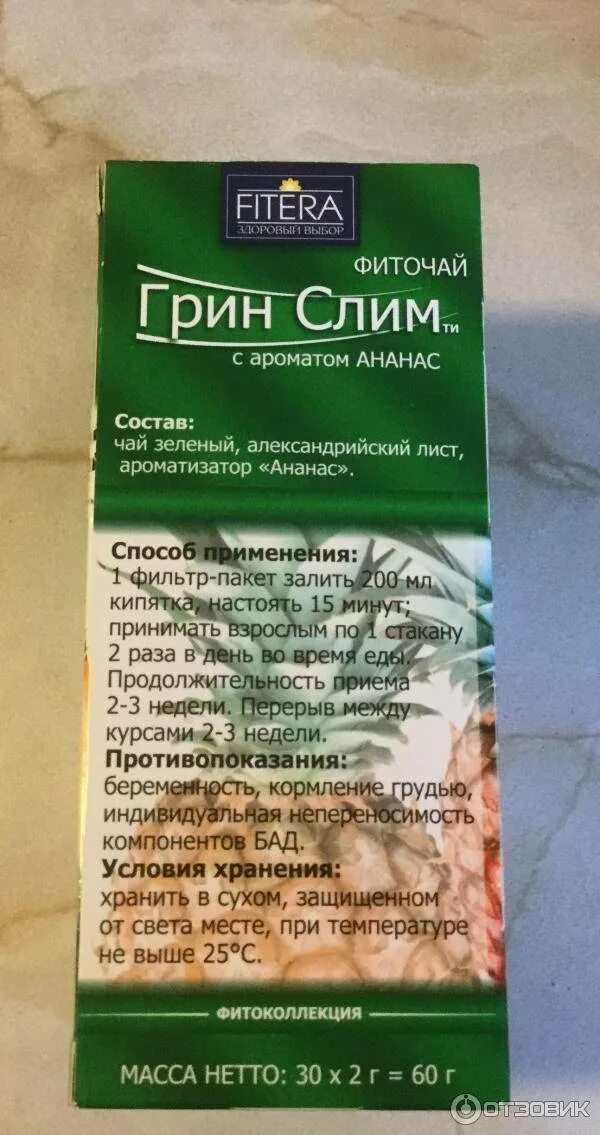 FITERA
ЗДОРОВЫЙ ВЫБОР
ФИТОЧАЙ
Грин Слим ти
с ароматом АНАНАС
Состав:
чай зеленый, александрийский лист,
ароматизатор «Ананас».
Способ применения:
1 фильтр-пакет залить 200 мл
кипятка, настоять 15 минут;
принимать взрослым по 1 стакану
2 раза в день во время еды.
Продолжительность приема
2-3 недели. Перерыв между
курсами 2-3 недели.
Противопоказания:
беременность, кормление грудью,
индивидуальная непереносимость
компонентов БАД.
Условия хранения:
хранить в сухом, защищенном
от света месте, при температуре
не выше 25°С.
ФИТОКОЛЛЕКЦИЯ
МАССА НЕТТО: 30 х 2 г = 60 г
ОТЗОВИК